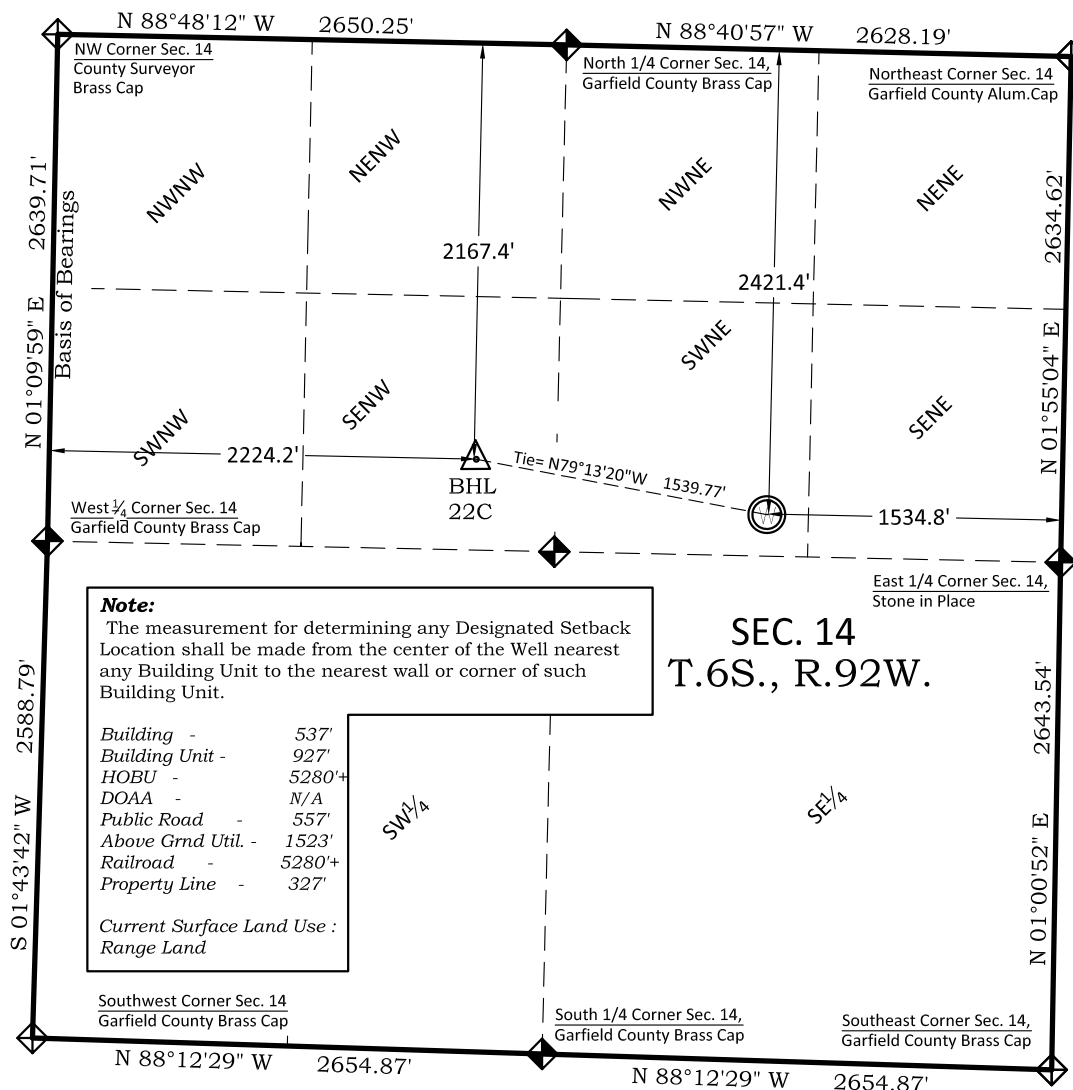 N 88°48'12" W 2650.25'
N 88°40'57" W 2628.19'
NW Corner Sec. 14
County Surveyor
Brass Cap
North 1/4 Corner Sec. 14,
Garfield County Brass Cap
Northeast Corner Sec. 14
Garfield County Alum.Cap
N 01°09'59" E 2639.71'
Basis of Bearings
NWNW
NENW
NWNE
NENE
N 01°55'04" E 2634.62'
2167.4'
2421.4'
SWNW
SENW
SWNE
SENE
2224.2'
BHL
22C
Tie= N79°13'20"W 1539.77'
W
1534.8'
West 1/4 Corner Sec. 14
Garfield County Brass Cap
East 1/4 Corner Sec. 14,
Stone in Place
Note:
The measurement for determining any Designated Setback
Location shall be made from the center of the Well nearest
any Building Unit to the nearest wall or corner of such
Building Unit.
Building - 537'
Building Unit - 927'
HOBU - 5280'+
DOAA - N/A
Public Road - 557'
Above Grnd Util. - 1523'
Railroad - 5280'+
Property Line - 327'
Current Surface Land Use :
Range Land
SEC. 14
T.6S., R.92W.
S 01°43'42" W 2588.79'
SW1/4
SE1/4
N 01°00'52" E 2643.54'
Southwest Corner Sec. 14
Garfield County Brass Cap
South 1/4 Corner Sec. 14,
Garfield County Brass Cap
Southeast Corner Sec. 14,
Garfield County Brass Cap
N 88°12'29" W 2654.87'
N 88°12'29" W 2654.87'